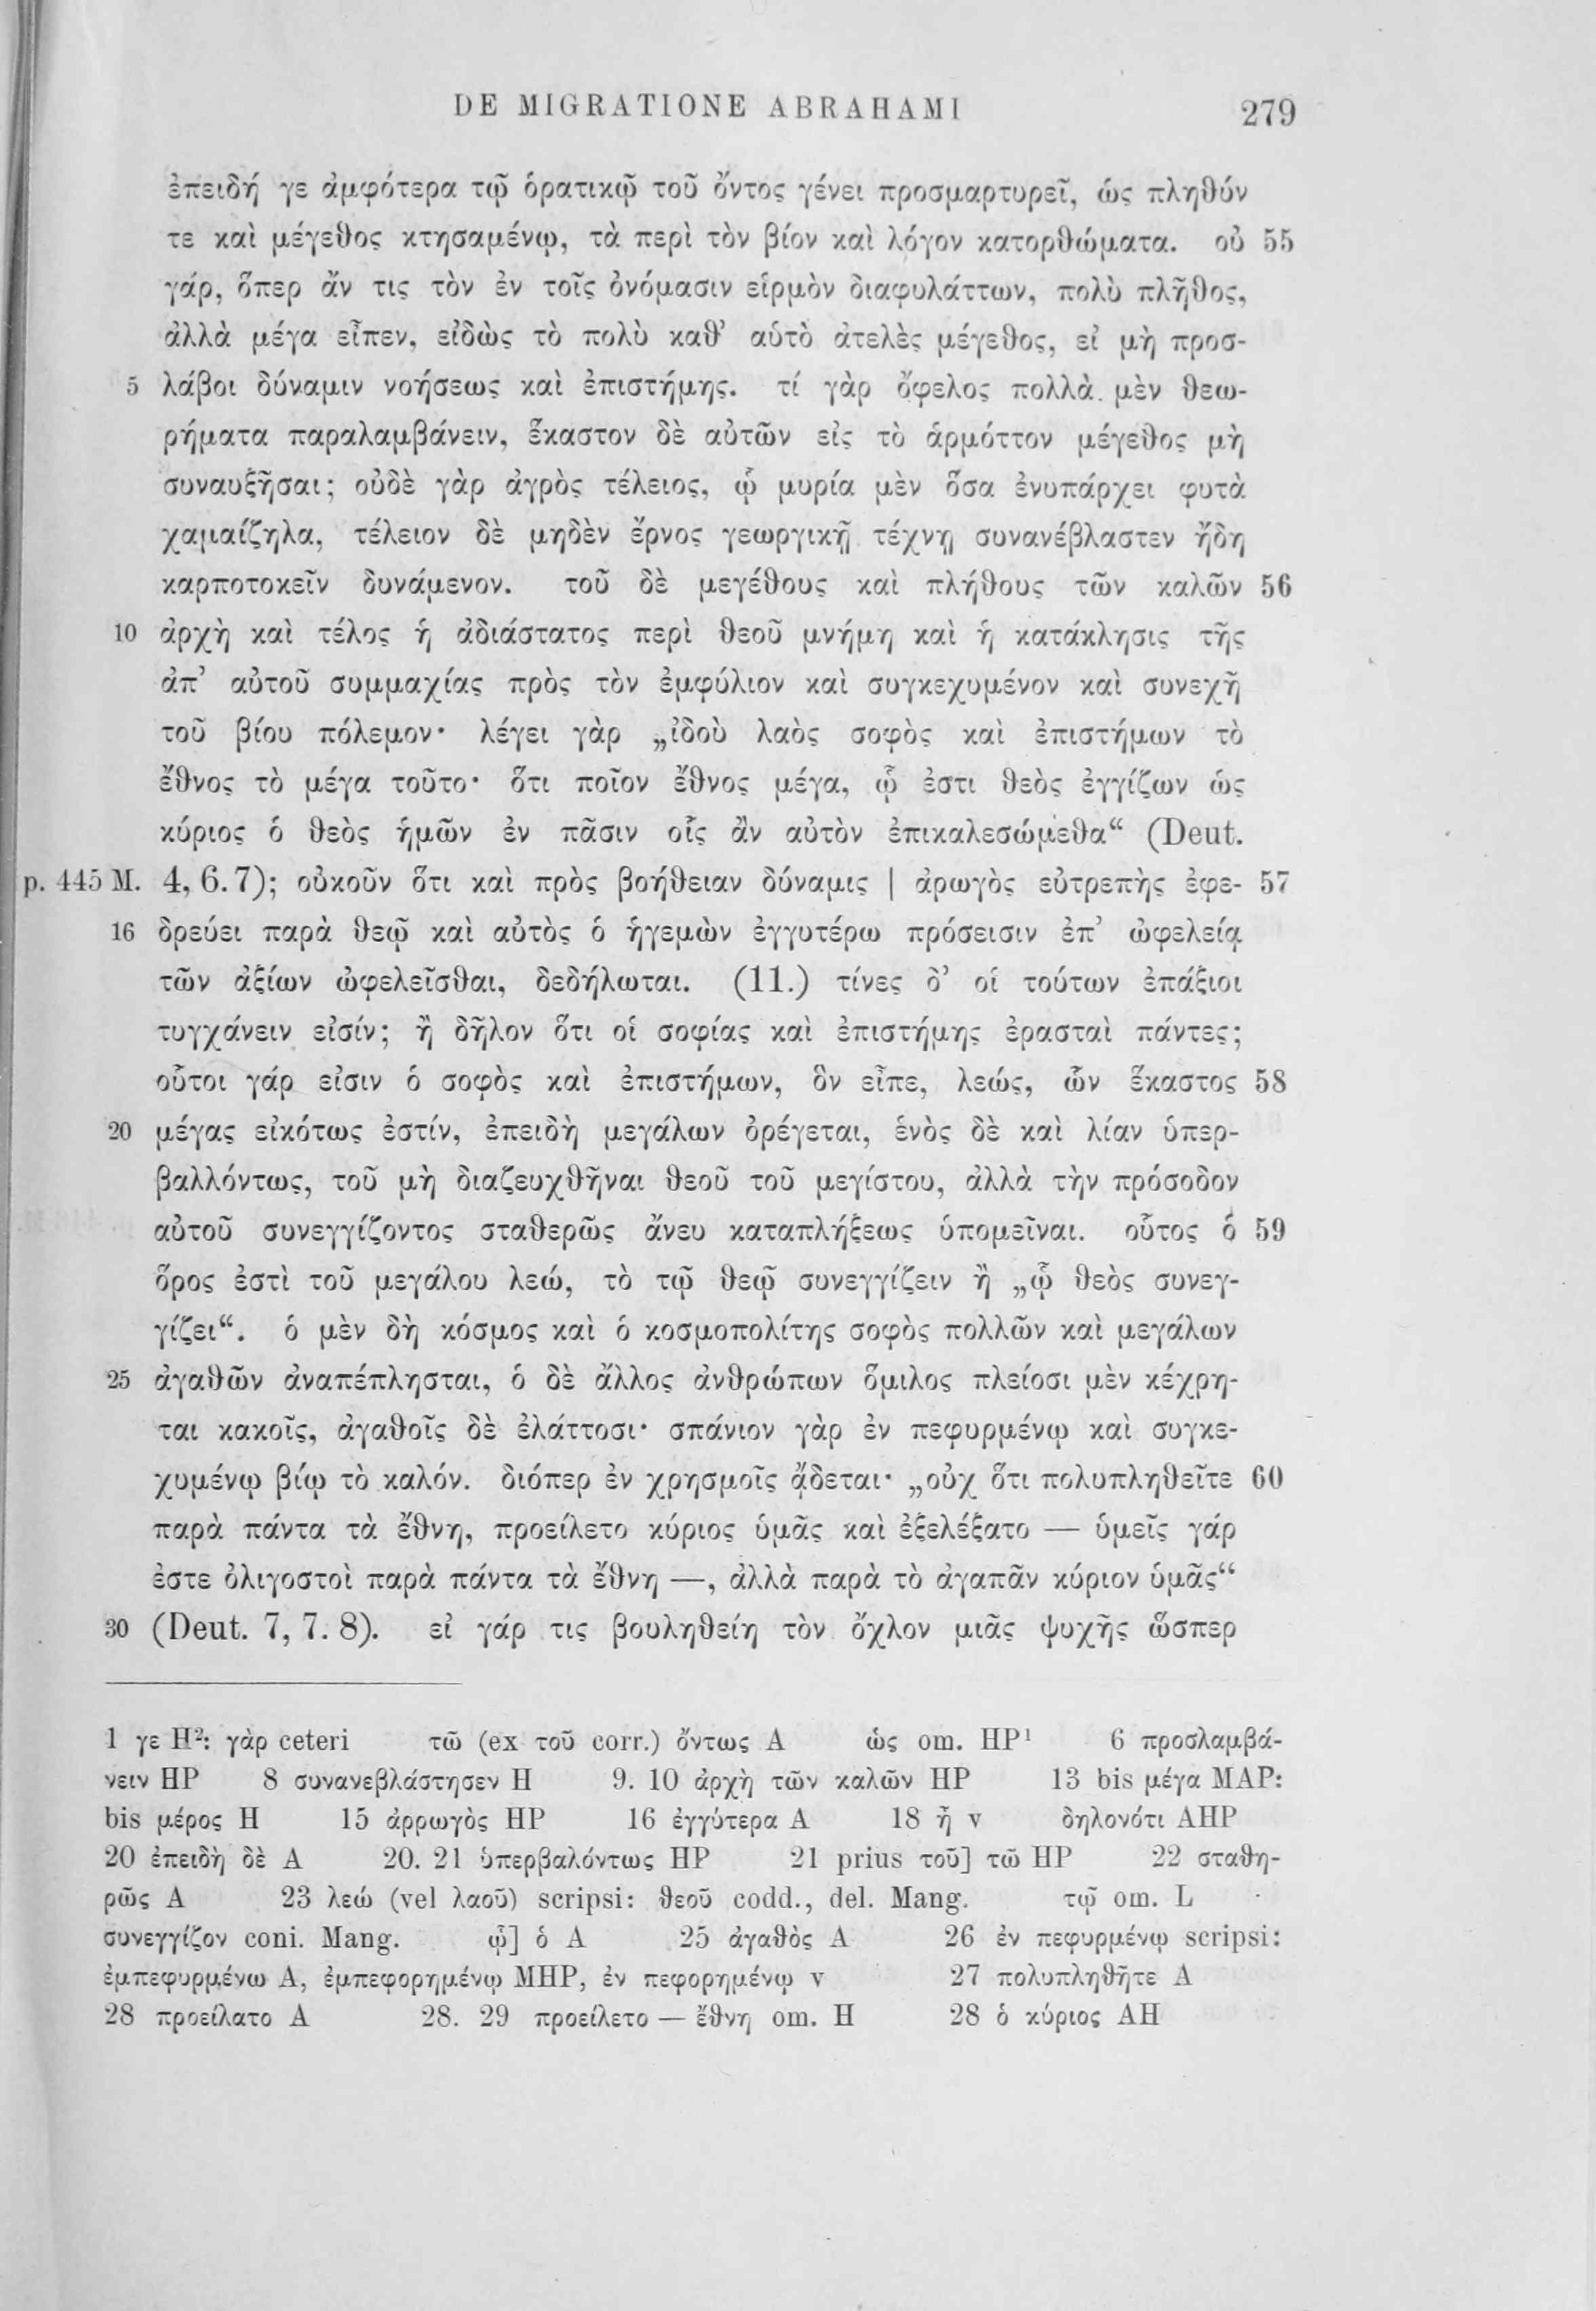 DE MIGRATIONE ABRAHAMI 279
ἐπειδή γε ἀμφότερα τῷ ὁρατικῷ τοῦ ὄντος γένει προσμαρτυρεῖ, ὡς πληθύν
τε καὶ μέγεθος κτησαμένῳ, τὰ περὶ τὸν βίον καὶ λόγον κατορθώματα. οὐ 55
γάρ, ὅπερ ἄν τις τὸν ἐν τοῖς ὀνόμασιν εἱρμὸν διαφυλάττων, πολὺ πλῆθος,
ἀλλὰ μέγα εἶπεν, εἰδὼς τὸ πολὺ καθ’ αὑτὸ ἀτελὲς μέγεθος, εἰ μὴ προσ-
5 λάβοι δύναμιν νοήσεως καὶ ἐπιστήμης. τί γὰρ ὄφελος πολλὰ μὲν θεω-
ρήματα παραλαμβάνειν, ἕκαστον δὲ αὐτῶν εἰς τὸ ἁρμόττον μέγεθος μὴ
συναυξῆσαι; οὐδὲ γὰρ ἀγρὸς τέλειος, ᾧ μυρία μὲν ὅσα ἐνυπάρχει φυτὰ
χαμαίζηλα, τέλειον δὲ μηδὲν ἔρνος γεωργικῇ τέχνῃ συνανέβλαστεν ἤδη
καρποτοκεῖν δυνάμενον. τοῦ δὲ μεγέθους καὶ πλήθους τῶν καλῶν 56
10 ἀρχὴ καὶ τέλος ἡ ἀδιάστατος περὶ θεοῦ μνήμη καὶ ἡ κατάκλησις τῆς
ἀπ’ αὐτοῦ συμμαχίας πρὸς τὸν ἐμφύλιον καὶ συγκεχυμένον καὶ συνεχῆ
τοῦ βίου πόλεμον· λέγει γὰρ „ἰδοὺ λαὸς σοφὸς καὶ ἐπιστήμων τὸ
ἔθνος τὸ μέγα τοῦτο· ὅτι ποῖον ἔθνος μέγα, ᾧ ἐστι θεὸς ἐγγίζων ὡς
κύριος ὁ θεὸς ἡμῶν ἐν πᾶσιν οἷς ἂν αὐτὸν ἐπικαλεσώμεθα“ (Deut.
p. 445 M. 4, 6. 7); οὐκοῦν ὅτι καὶ πρὸς βοήθειαν δύναμις | ἀρωγὸς εὐτρεπὴς ἐφε- 57
16 δρεύει παρὰ θεῷ καὶ αὐτὸς ὁ ἡγεμὼν ἐγγυτέρω πρόσεισιν ἐπ’ ὠφελείᾳ
τῶν ἀξίων ὠφελεῖσθαι, δεδήλωται. (11.) τίνες δ’ οἱ τούτων ἐπάξιοι
τυγχάνειν εἰσίν; ἢ δῆλον ὅτι οἱ σοφίας καὶ ἐπιστήμης ἐρασταὶ πάντες;
οὗτοι γάρ εἰσιν ὁ σοφὸς καὶ ἐπιστήμων, ὃν εἶπε, λεώς, ὧν ἕκαστος 58
20 μέγας εἰκότως ἐστίν, ἐπειδὴ μεγάλων ὀρέγεται, ἑνὸς δὲ καὶ λίαν ὑπερ-
βαλλόντως, τοῦ μὴ διαζευχθῆναι θεοῦ τοῦ μεγίστου, ἀλλὰ τὴν πρόσοδον
αὐτοῦ συνεγγίζοντος σταθερῶς ἄνευ καταπλήξεως ὑπομεῖναι. οὗτος ὁ 59
ὅρος ἐστὶ τοῦ μεγάλου λεώ, τὸ τῷ θεῷ συνεγγίζειν ἢ „ᾧ θεὸς συνεγ-
γίζει“. ὁ μὲν δὴ κόσμος καὶ ὁ κοσμοπολίτης σοφὸς πολλῶν καὶ μεγάλων
25 ἀγαθῶν ἀναπέπλησται, ὁ δὲ ἄλλος ἀνθρώπων ὅμιλος πλείοσι μὲν κέχρη-
ται κακοῖς, ἀγαθοῖς δὲ ἐλάττοσι· σπάνιον γὰρ ἐν πεφυρμένῳ καὶ συγκε-
χυμένῳ βίῳ τὸ καλόν. διόπερ ἐν χρησμοῖς ᾄδεται· „οὐχ ὅτι πολυπληθεῖτε 60
παρὰ πάντα τὰ ἔθνη, προείλετο κύριος ὑμᾶς καὶ ἐξελέξατο — ὑμεῖς γάρ
ἐστε ὀλιγοστοὶ παρὰ πάντα τὰ ἔθνη —, ἀλλὰ παρὰ τὸ ἀγαπᾶν κύριον ὑμᾶς“
30 (Deut. 7, 7. 8). εἰ γάρ τις βουληθείη τὸν ὄχλον μιᾶς ψυχῆς ὥσπερ
1 γε H²: γὰρ ceteri τῶ (ex τοῦ corr.) ὄντως A ὡς om. HP¹ 6 προσλαμβά-
νειν HP 8 συνανεβλάστησεν H 9. 10 ἀρχὴ τῶν καλῶν HP 13 bis μέγα MAP:
bis μέρος H 15 ἀρρωγὸς HP 16 ἐγγύτερα A 18 ἦ v δηλονότι AHP
20 ἐπειδὴ δὲ A 20. 21 ὑπερβαλόντως HP 21 prius τοῦ] τῶ HP 22 σταθη-
ρῶς A 23 λεώ (vel λαοῦ) scripsi: θεοῦ codd., del. Mang. τῷ om. L
συνεγγίζον coni. Mang. ᾧ] ὁ A 25 ἀγαθὸς A 26 ἐν πεφυρμένῳ scripsi:
ἐμπεφυρμένω A, ἐμπεφορημένῳ MHP, ἐν πεφορημένῳ v 27 πολυπληθῆτε A
28 προείλατο A 28. 29 προείλετο — ἔθνη om. H 28 ὁ κύριος AH